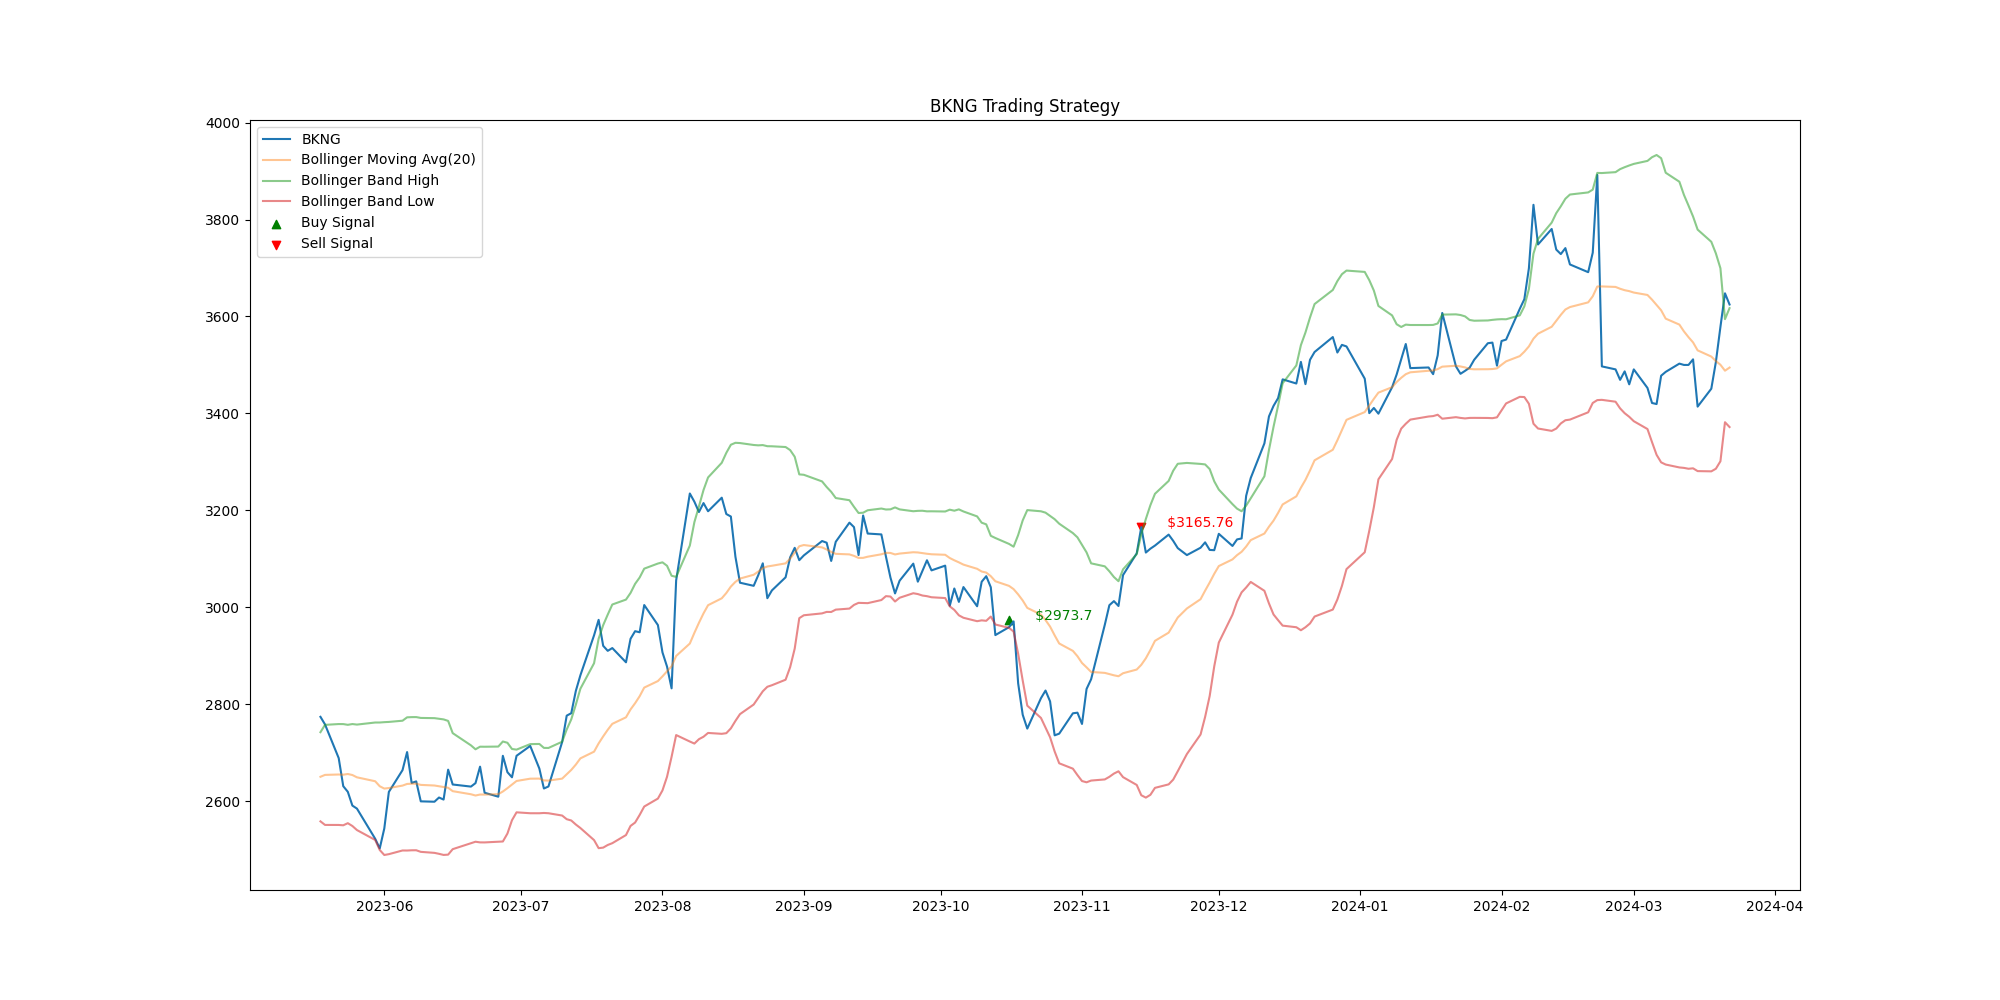 BKNG Trading Strategy
4000
3800
3600
3400
3200
3000
2800
2600
BKNG
Bollinger Moving Avg(20)
Bollinger Band High
Bollinger Band Low
Buy Signal
Sell Signal
$3165.76
$2973.7
2023-06 2023-07 2023-08 2023-09 2023-10 2023-11 2023-12 2024-01 2024-02 2024-03 2024-04